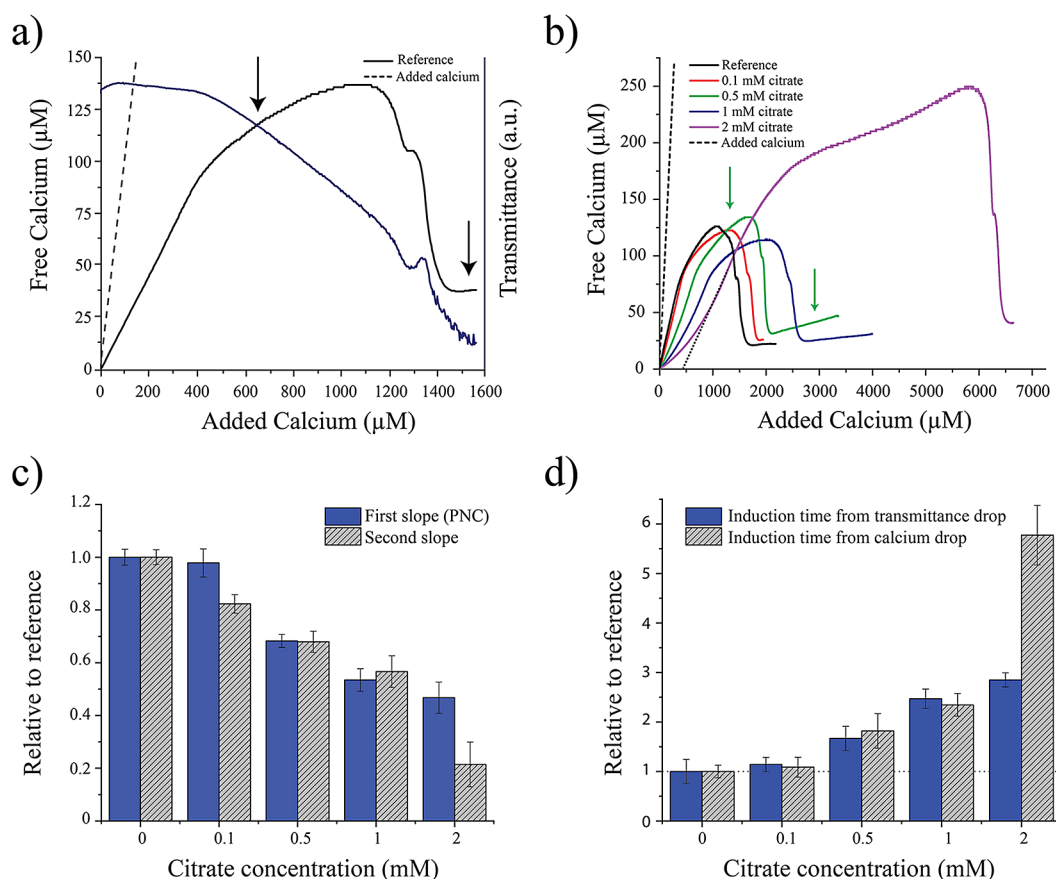 a)
150
125
100
75
50
25
0
Free Calcium (µM)
Reference
Added calcium
Transmittance (a.u.)
0 200 400 600 800 1000 1200 1400 1600
Added Calcium (µM)
b)
250
200
150
100
50
0
Free Calcium (µM)
Reference
0.1 mM citrate
0.5 mM citrate
1 mM citrate
2 mM citrate
Added calcium
0 1000 2000 3000 4000 5000 6000 7000
Added Calcium (µM)
c)
1.2
1.0
0.8
0.6
0.4
0.2
0
Relative to reference
First slope (PNC)
Second slope
0 0.1 0.5 1 2
Citrate concentration (mM)
d)
6
5
4
3
2
1
0
Relative to reference
Induction time from transmittance drop
Induction time from calcium drop
0 0.1 0.5 1 2
Citrate concentration (mM)